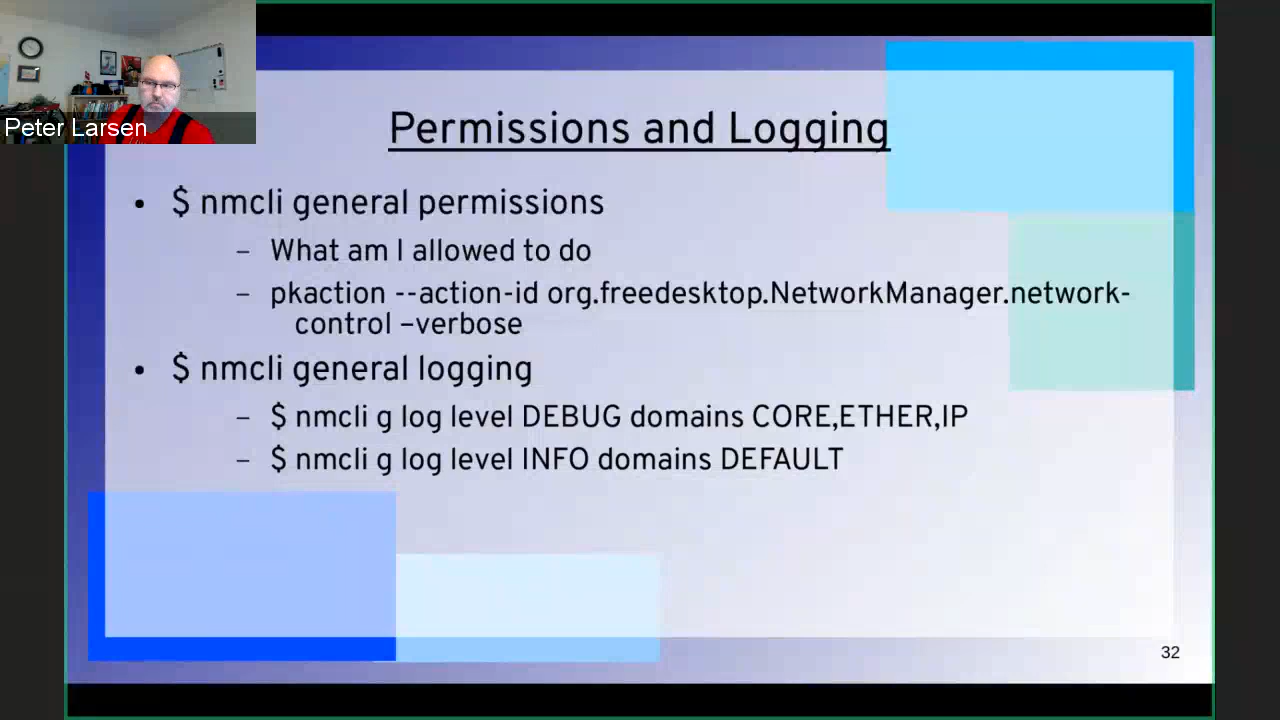 Peter Larsen
Permissions and Logging
• $ nmcli general permissions
– What am I allowed to do
– pkaction --action-id org.freedesktop.NetworkManager.network-
control –verbose
• $ nmcli general logging
– $ nmcli g log level DEBUG domains CORE,ETHER,IP
– $ nmcli g log level INFO domains DEFAULT
32